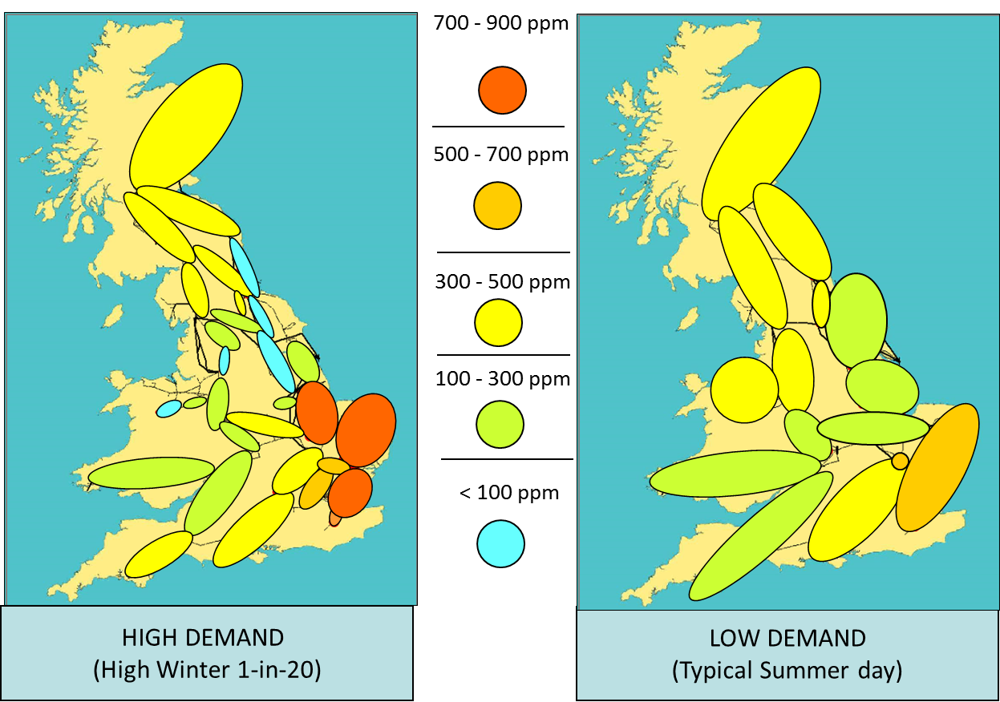 700 - 900 ppm
500 - 700 ppm
300 - 500 ppm
100 - 300 ppm
< 100 ppm
HIGH DEMAND
(High Winter 1-in-20)
LOW DEMAND
(Typical Summer day)